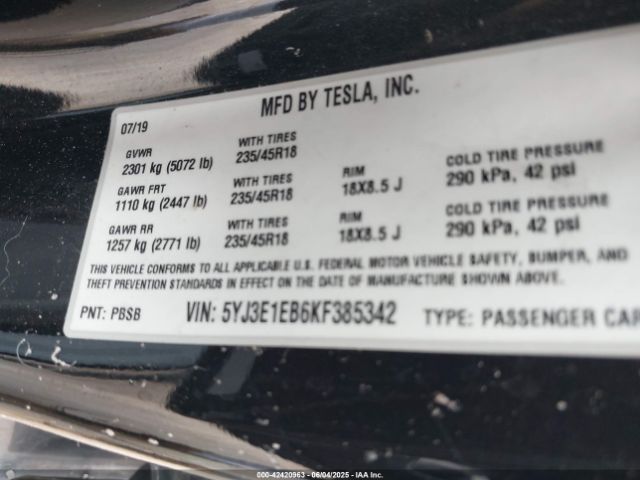 MFD BY TESLA, INC.
07/19
GVWR
2301 kg (5072 lb)
WITH TIRES
235/45R18
GAWR FRT
1110 kg (2447 lb)
WITH TIRES
235/45R18
RIM
18X8.5 J
COLD TIRE PRESSURE
290 kPa, 42 psi
GAWR RR
1257 kg (2771 lb)
WITH TIRES
235/45R18
RIM
18X8.5 J
COLD TIRE PRESSURE
290 kPa, 42 psi
THIS VEHICLE CONFORMS TO ALL APPLICABLE U.S. FEDERAL MOTOR VEHICLE SAFETY, BUMPER, AND
THEFT PREVENTION STANDARDS IN EFFECT ON THE DATE OF MANUFACTURE SHOWN ABOVE.
PNT: PBSB VIN: 5YJ3E1EB6KF385342 TYPE: PASSENGER CAR
000-42420963 - 06/04/2025 - IAA Inc.